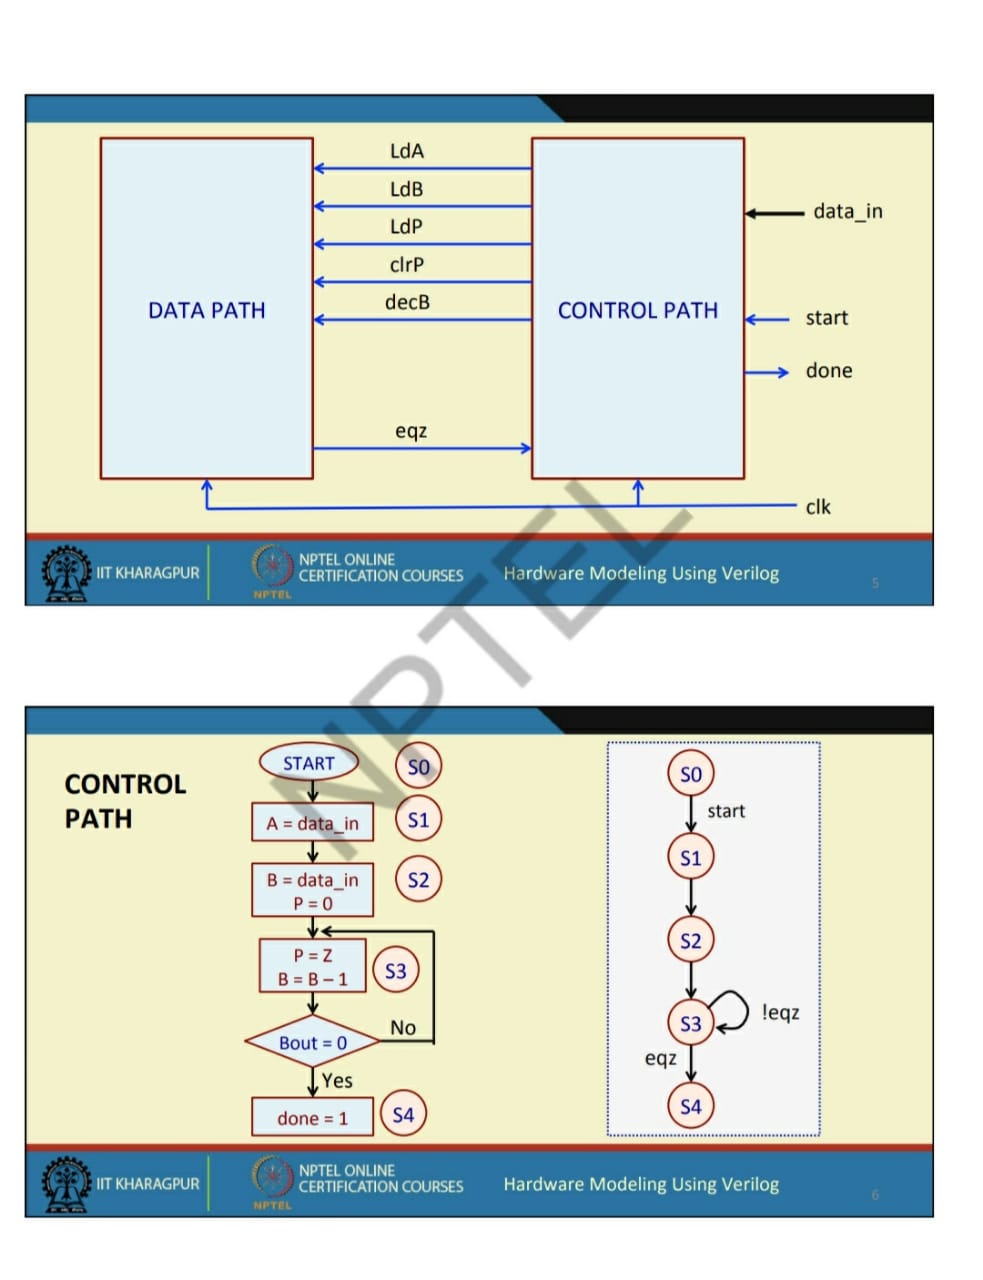 LdA
LdB
LdP
clrP
decB
data_in
DATA PATH
CONTROL PATH
start
done
eqz
clk
IIT KHARAGPUR
NPTEL
NPTEL ONLINE
CERTIFICATION COURSES
Hardware Modeling Using Verilog
5
NPTEL
CONTROL
PATH
START
S0
A = data_in
S1
B = data_in
P = 0
S2
P = Z
B = B – 1
S3
Bout = 0
No
Yes
done = 1
S4
S0
start
S1
S2
S3
!eqz
eqz
S4
IIT KHARAGPUR
NPTEL
NPTEL ONLINE
CERTIFICATION COURSES
Hardware Modeling Using Verilog
6